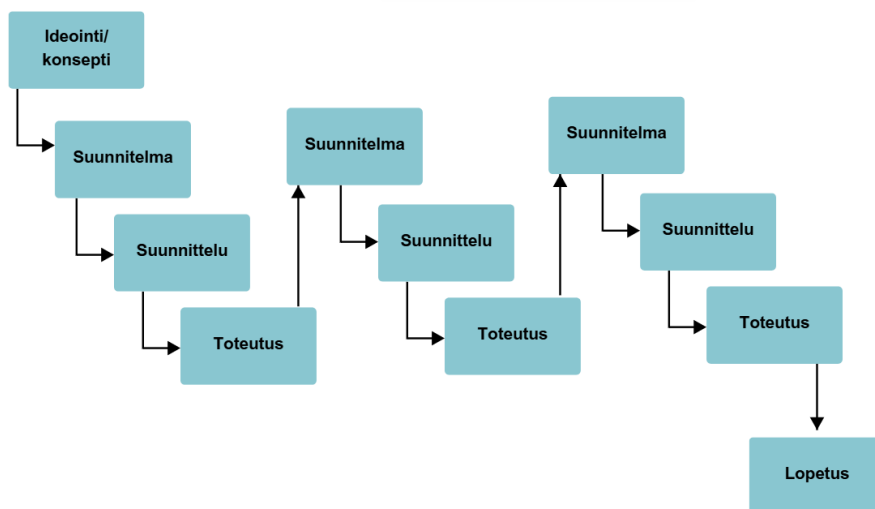 Ideointi/
konsepti
Suunnitelma
Suunnittelu
Toteutus
Suunnitelma
Suunnittelu
Toteutus
Suunnitelma
Suunnittelu
Toteutus
Lopetus